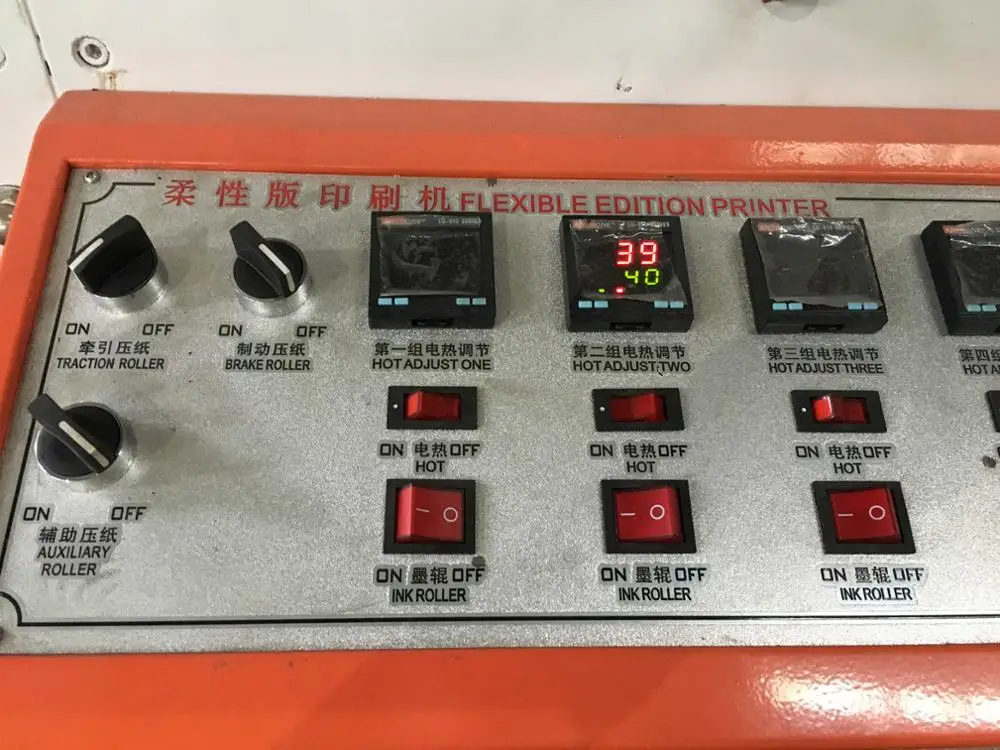 柔性版印刷机 FLEXIBLE EDITION PRINTER
39
40
ON OFF
牵引压纸
TRACTION ROLLER
ON OFF
制动压纸
BRAKE ROLLER
第一组电热调节
HOT ADJUST ONE
第二组电热调节
HOT ADJUST TWO
第三组电热调节
HOT ADJUST THREE
第四组
HOT
ON 电热 OFF
HOT
ON 电热 OFF
HOT
ON 电热 OFF
HOT
ON OFF
辅助压纸
AUXILIARY
ROLLER
ON 墨辊 OFF
INK ROLLER
ON 墨辊 OFF
INK ROLLER
ON 墨辊 OFF
INK ROLLER